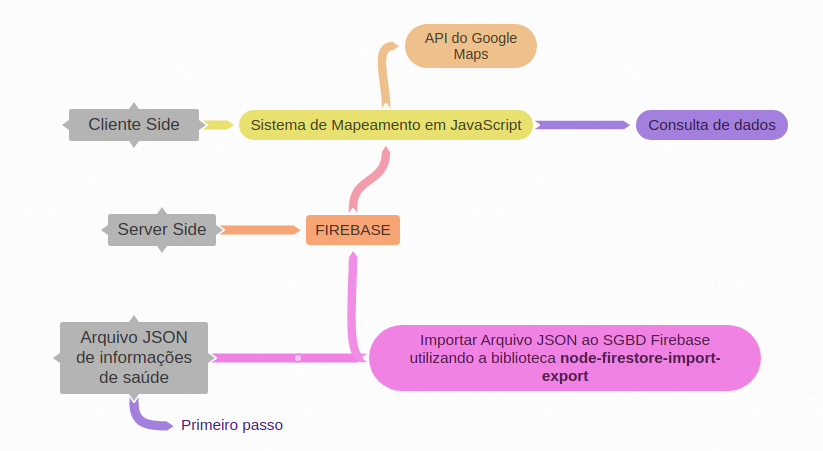 API do Google
Maps
Cliente Side
Sistema de Mapeamento em JavaScript
Consulta de dados
Server Side
FIREBASE
Arquivo JSON
de informações
de saúde
Importar Arquivo JSON ao SGBD Firebase
utilizando a biblioteca node-firestore-import-
export
Primeiro passo